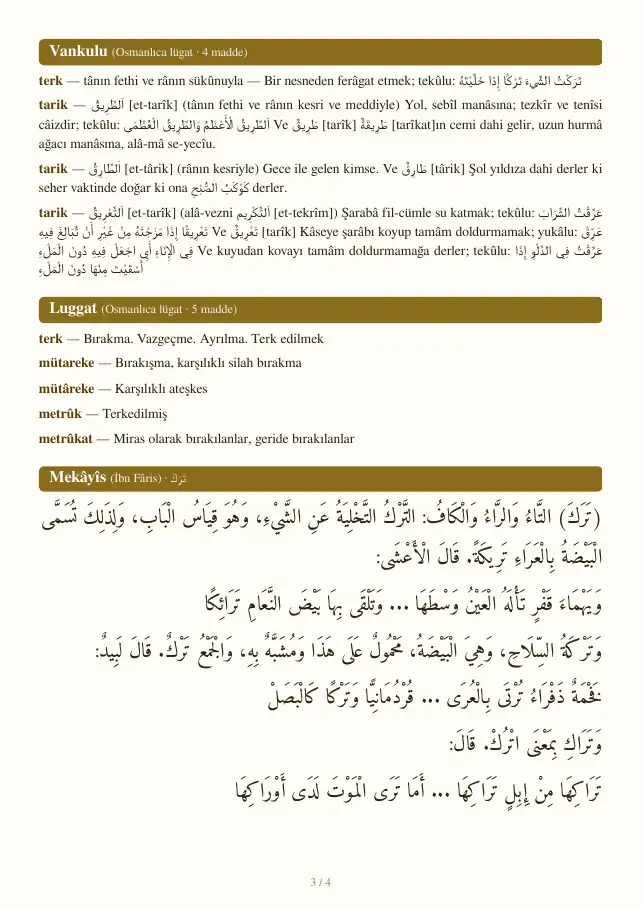 Vankulu (Osmanlıca lügat · 4 madde)
terk — tânın fethi ve rânın sükûnuyla — Bir nesneden ferâgat etmek; tekûlu: تَرَكْتُ الشَّيْءَ تَرْكًا إِذَا خَلَّيْتَهُ
tarik — اَلطَّرِيقُ [et-tarîk] (tânın fethi ve rânın kesri ve meddiyle) Yol, sebîl manâsına; tezkîr ve tenîsi
câizdir; tekûlu: اَلطَّرِيقُ الْأَعْظَمُ وَالطَّرِيقُ الْعُظْمَى Ve طَرِيقٌ [tarîk] طَرِيقَةٌ [tarîkat]ın cemi dahi gelir, uzun hurmâ
ağacı manâsına, alâ-mâ se-yecîu.
tarik — اَلطَّارِقُ [et-târik] (rânın kesriyle) Gece ile gelen kimse. Ve طَارِقٌ [târik] Şol yıldıza dahi derler ki
seher vaktinde doğar ki ona كَوْكَبُ الصُّبْحِ derler.
tarik — اَلتَّعْرِيقُ [et-tarîk] (alâ-vezni اَلتَّكْرِيمِ [et-tekrîm]) Şarabâ fil-cümle su katmak; tekûlu: عَرَّقْتُ الشَّرَابَ
تَعْرِيقًا إِذَا مَزَجْتَهُ مِنْ غَيْرِ أَنْ تُبَالِغَ فِيهِ Ve تَعْرِيقٌ [tarîk] Kâseye şarâbı koyup tamâm doldurmamak; yukâlu: عَرَّقَ
فِي الْإِنَاءِ أَيِ اجْعَلْ فِيهِ دُونَ الْمَلْءِ Ve kuyudan kovayı tamâm doldurmamağa derler; tekûlu: عَرَّقْتُ فِي الدَّلْوِ إِذَا
أَسْقَيْتَ مِنْهَا دُونَ الْمَلْءِ
Luggat (Osmanlıca lügat · 5 madde)
terk — Bırakma. Vazgeçme. Ayrılma. Terk edilmek
mütareke — Bırakışma, karşılıklı silah bırakma
mütâreke — Karşılıklı ateşkes
metrûk — Terkedilmiş
metrûkat — Miras olarak bırakılanlar, geride bırakılanlar
Mekâyîs (İbn Fâris) · تَرَكَ
(تَرَكَ) التَّاءُ وَالرَّاءُ وَالْكَافُ: التَّرْكُ التَّخْلِيَةُ عَنِ الشَّيْءِ، وَهُوَ قِيَاسُ الْبَابِ، وَلِذَلِكَ تُسَمَّى
الْبَيْضَةُ بِالْعَرَاءِ تَرِيكَةً. قَالَ الْأَعْشَى:
وَيَهْمَاءَ قَفْرٍ تَأْلَهُ الْعَيْنُ وَسْطَهَا ... وَتَلْقَى بِهَا بَيْضَ النَّعَامِ تَرَائِكًا
وَتَرْكَةُ السِّلَاحِ، وَهِيَ الْبَيْضَةُ، مَحْمُولٌ عَلَى هَذَا وَمُشَبَّهٌ بِهِ، وَالْجَمْعُ تَرْكٌ. قَالَ لَبِيدٌ:
فَخْمَةٌ ذَفْرَاءُ تُرْتَى بِالْعُرَى ... قُرْدُمَانِيًّا وَتَرْكًا كَالْبَصَلْ
وَتَرَاكِ بِمَعْنَى اتْرُكْ. قَالَ:
تَرَاكِهَا مِنْ إِبِلٍ تَرَاكِهَا ... أَمَا تَرَى الْمَوْتَ لَدَى أَوْرَاكِهَا
3 / 4